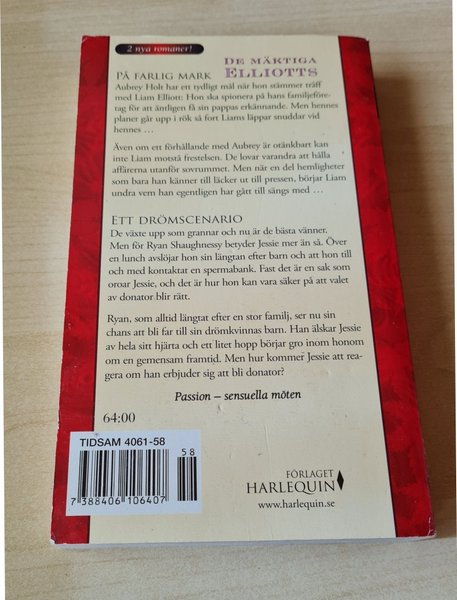 2 nya romaner!
DE MÄKTIGA
ELLIOTTS
PÅ FARLIG MARK
Aubrey Holt har ett tydligt mål när hon stämmer träff
med Liam Elliott: Hon ska spionera på hans familjeföre-
tag för att äntligen få sin pappas erkännande. Men hennes
planer går upp i rök så fort Liams läppar snuddar vid
hennes …
Även om ett förhållande med Aubrey är otänkbart kan
inte Liam motstå frestelsen. De lovar varandra att hålla
affärerna utanför sovrummet. Men när en del hemligheter
som bara han känner till läcker ut till pressen, börjar Liam
undra vem han egentligen har gått till sängs med …
ETT DRÖMSCENARIO
De växte upp som grannar och nu är de bästa vänner.
Men för Ryan Shaughnessy betyder Jessie mer än så. Över
en lunch avslöjar hon sin längtan efter barn och att hon till
och med kontaktat en spermabank. Fast det är en sak som
oroar Jessie, och det är hur hon kan vara säker på att valet
av donator blir rätt.
Ryan, som alltid längtat efter en stor familj, ser nu sin
chans att bli far till sin drömkvinnas barn. Han älskar Jessie
av hela sitt hjärta och ett litet hopp börjar gro inom honom
om en gemensam framtid. Men hur kommer Jessie att rea-
gera om han erbjuder sig att bli donator?
Passion – sensuella möten
64:00
TIDSAM 4061-58
58
7 388406 106407
FÖRLAGET
HARLEQUIN
www.harlequin.se